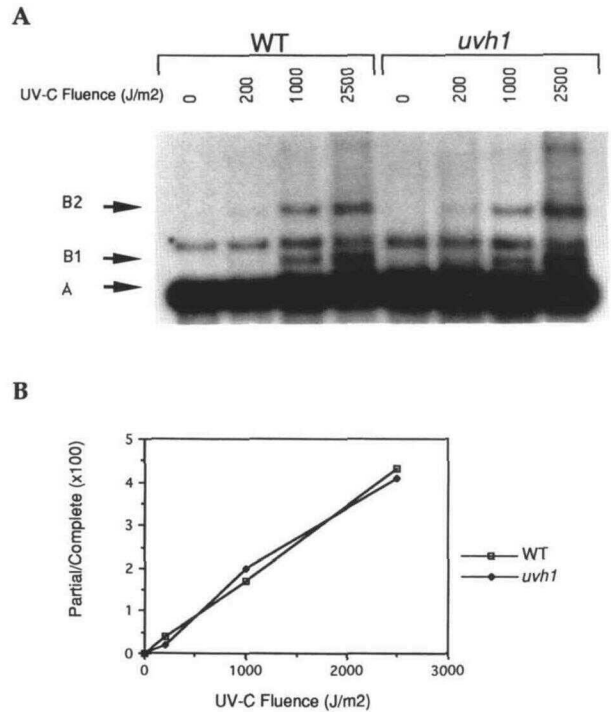 A
WT uvh1
UV-C Fluence (J/m2) 0 200 1000 2500 0 200 1000 2500
B2
B1
A
B
5
4
3
2
1
0
Partial/Complete (x100)
WT
uvh1
0 1000 2000 3000
UV-C Fluence (J/m2)